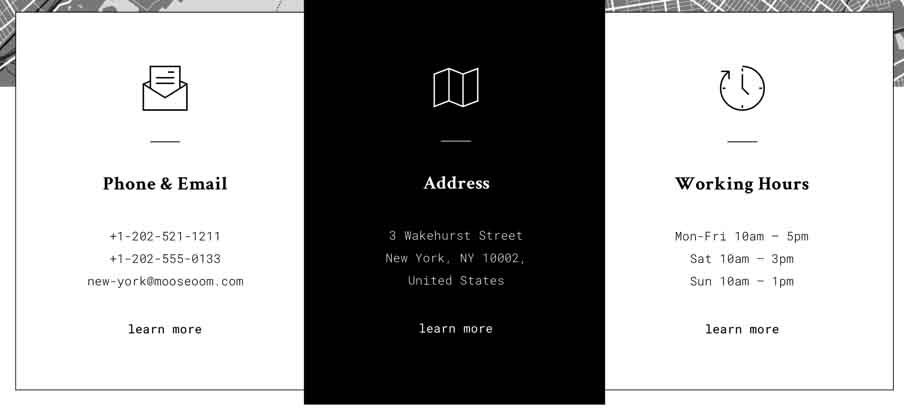 Phone & Email
+1-202-521-1211
+1-202-555-0133
new-york@mooseoom.com
learn more
Address
3 Wakehurst Street
New York, NY 10002,
United States
learn more
Working Hours
Mon-Fri 10am – 5pm
Sat 10am – 3pm
Sun 10am – 1pm
learn more